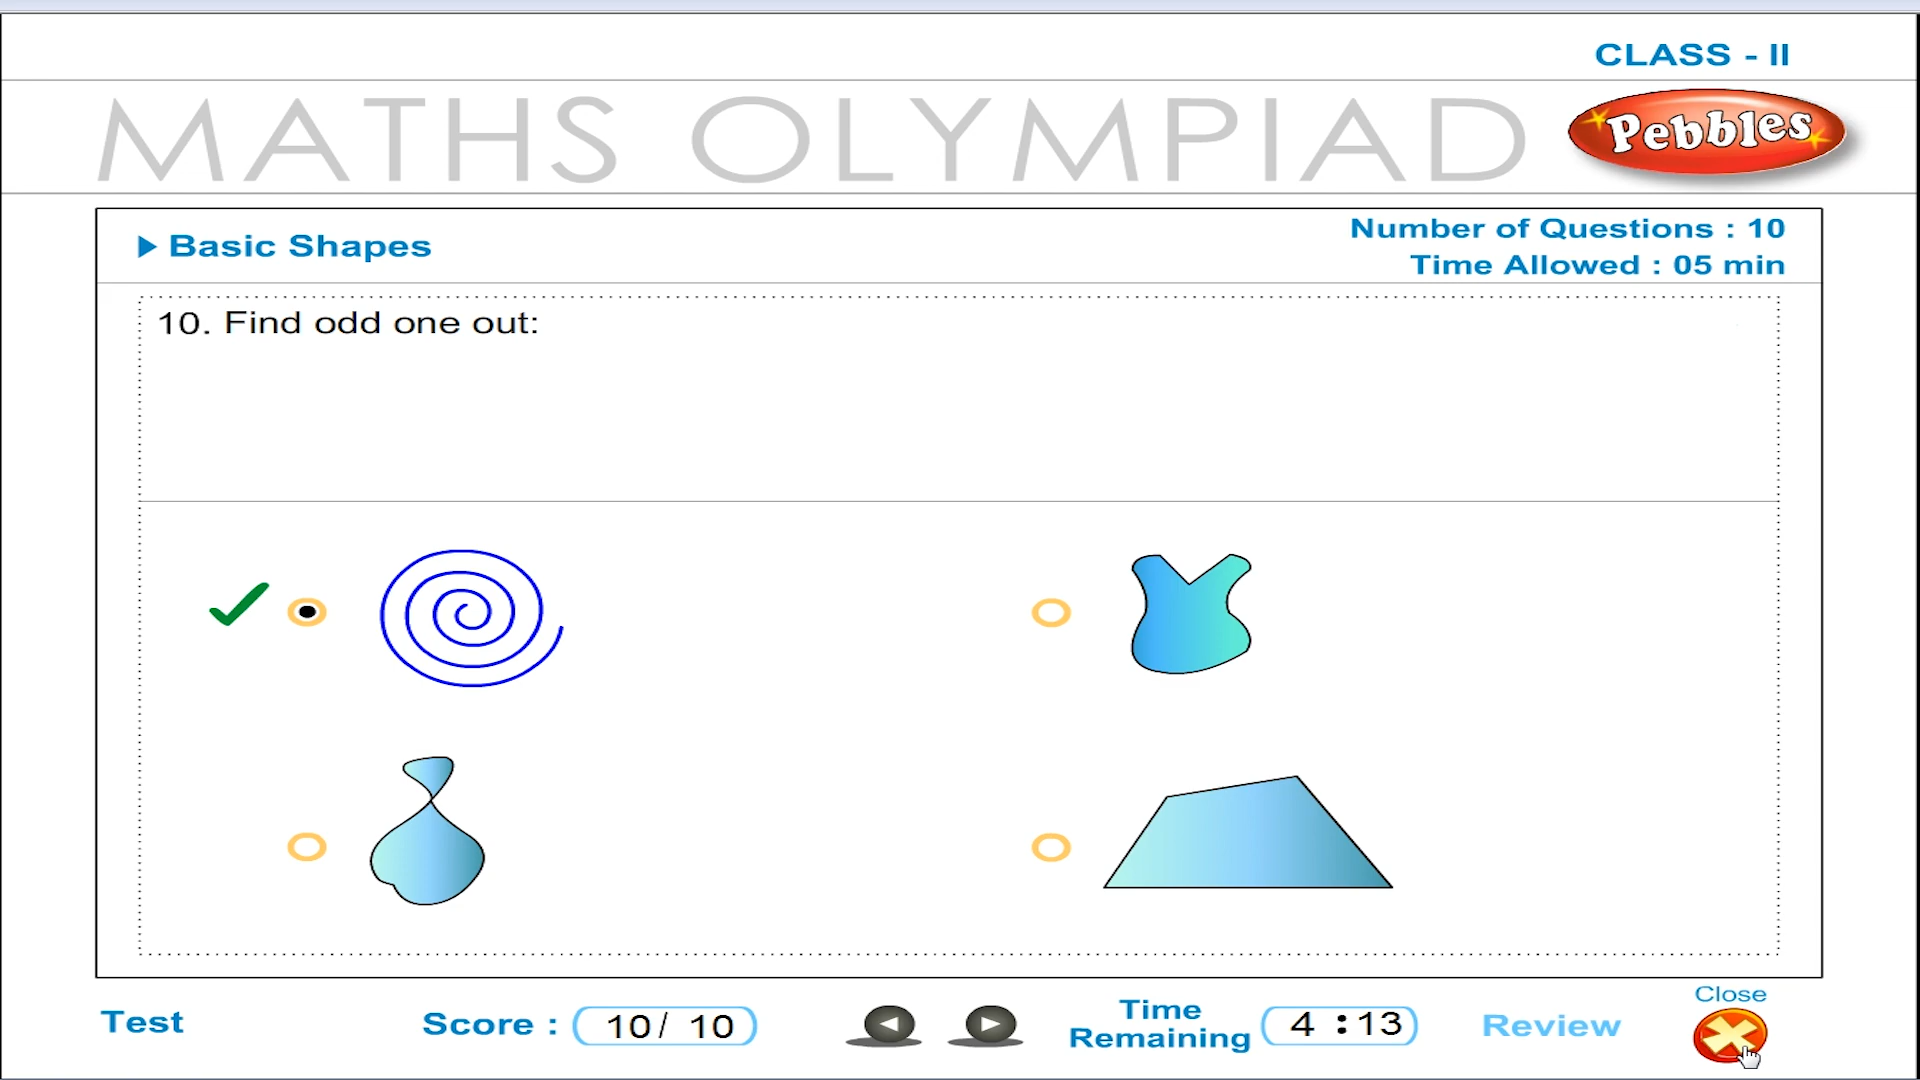 CLASS - II
MATHS OLYMPIAD
Pebbles
Basic Shapes
Number of Questions : 10
Time Allowed : 05 min
10. Find odd one out:
Close
Test
Score : 10/ 10
Time
Remaining
4 :13
Review